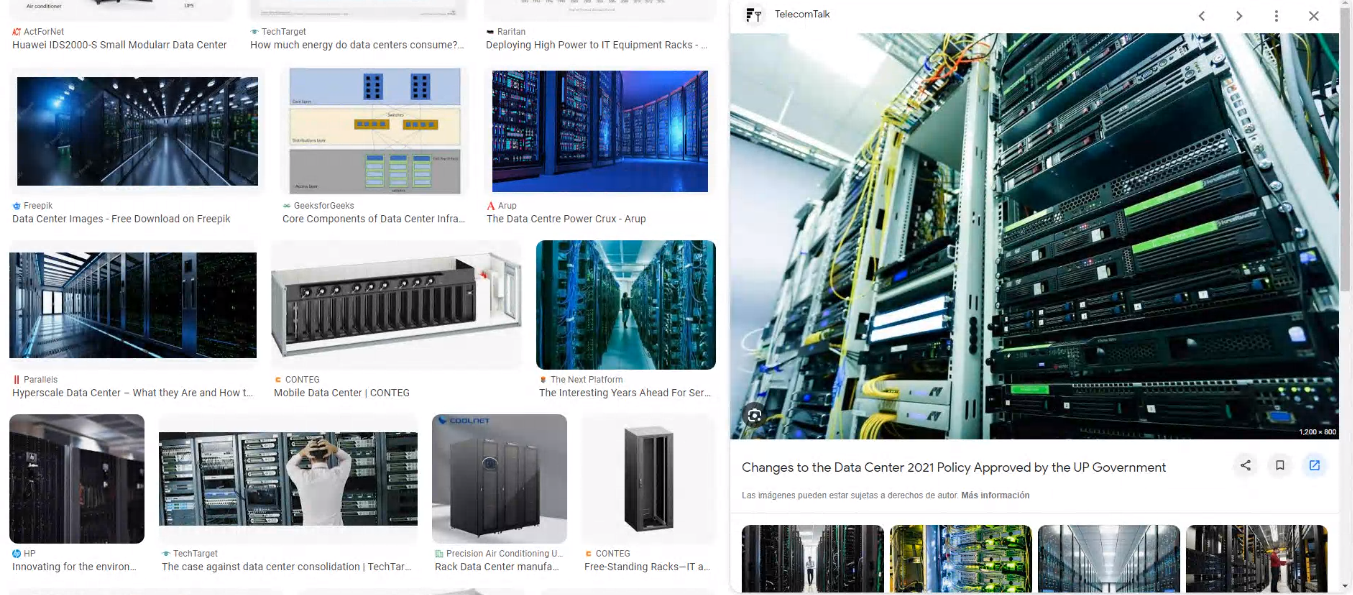 Air conditioner
UPS
ActForNet
Huawei IDS2000-S Small Modularr Data Center
TechTarget
How much energy do data centers consume?...
Raritan
Deploying High Power to IT Equipment Racks - ...
Freepik
Data Center Images - Free Download on Freepik
GeeksforGeeks
Core Components of Data Center Infra...
Arup
The Data Centre Power Crux - Arup
Parallels
Hyperscale Data Center – What they Are and How t...
CONTEG
Mobile Data Center | CONTEG
The Next Platform
The Interesting Years Ahead For Ser...
COOLNET
HP
Innovating for the environ...
TechTarget
The case against data center consolidation | TechTar...
Precision Air Conditioning U...
Rack Data Center manufa...
CONTEG
Free-Standing Racks—IT a...
TelecomTalk
1,200 × 800
Changes to the Data Center 2021 Policy Approved by the UP Government
Las imágenes pueden estar sujetas a derechos de autor. Más información